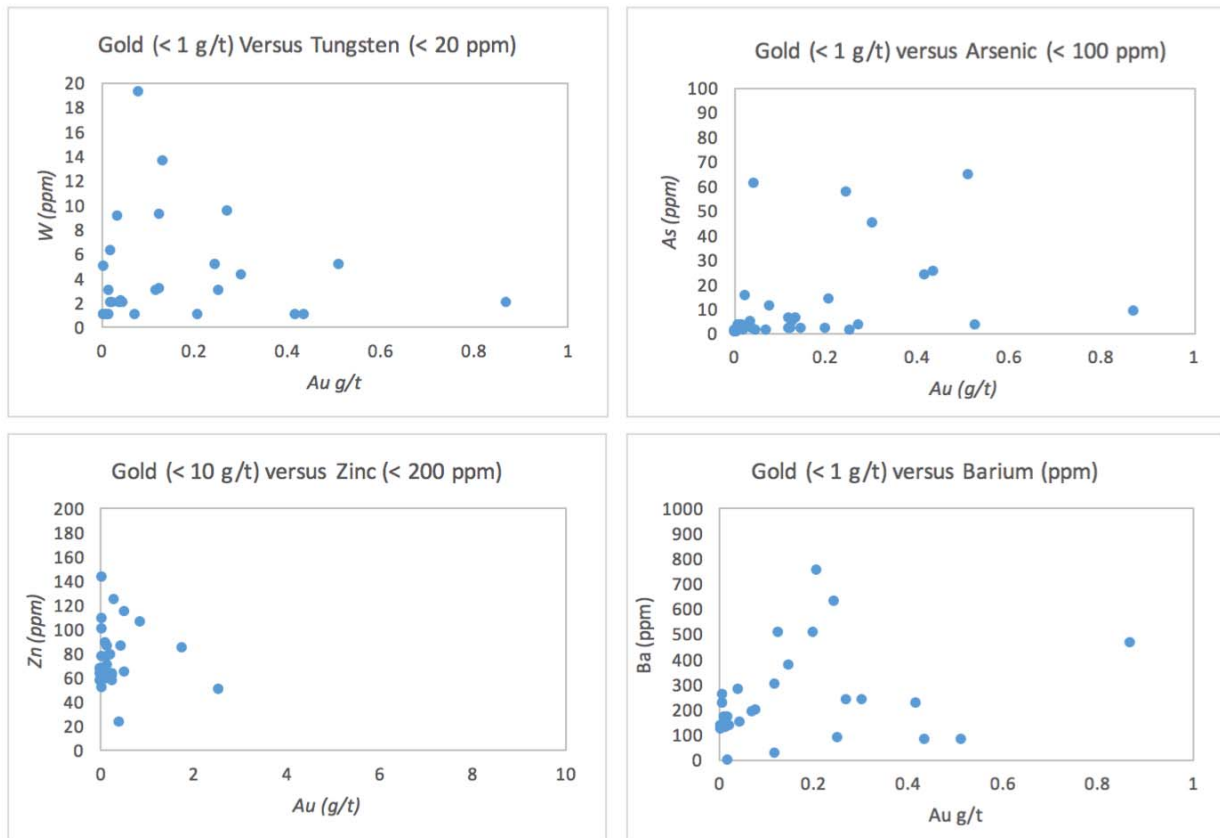 Gold (< 1 g/t) Versus Tungsten (< 20 ppm)
20
18
16
14
12
10
8
6
4
2
0
W (ppm)
0 0.2 0.4 0.6 0.8 1
Au g/t
Gold (< 1 g/t) versus Arsenic (< 100 ppm)
100
90
80
70
60
50
40
30
20
10
0
As (ppm)
0 0.2 0.4 0.6 0.8 1
Au (g/t)
Gold (< 10 g/t) versus Zinc (< 200 ppm)
200
180
160
140
120
100
80
60
40
20
0
Zn (ppm)
0 2 4 6 8 10
Au (g/t)
Gold (< 1 g/t) versus Barium (ppm)
1000
900
800
700
600
500
400
300
200
100
0
Ba (ppm)
0 0.2 0.4 0.6 0.8 1
Au g/t